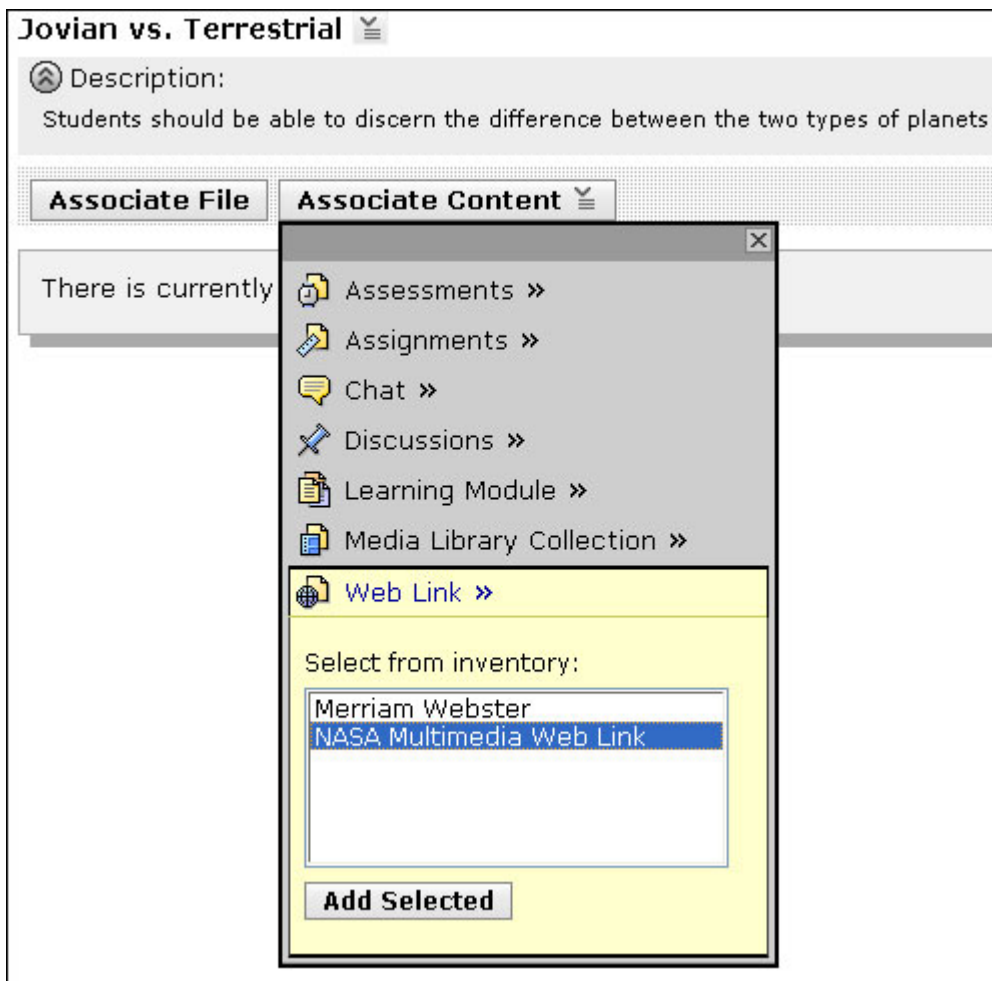 Jovian vs. Terrestrial
Description:
Students should be able to discern the difference between the two types of planets
Associate File
Associate Content
There is currently
Assessments »
Assignments »
Chat »
Discussions »
Learning Module »
Media Library Collection »
Web Link »
Select from inventory:
Merriam Webster
NASA Multimedia Web Link
Add Selected